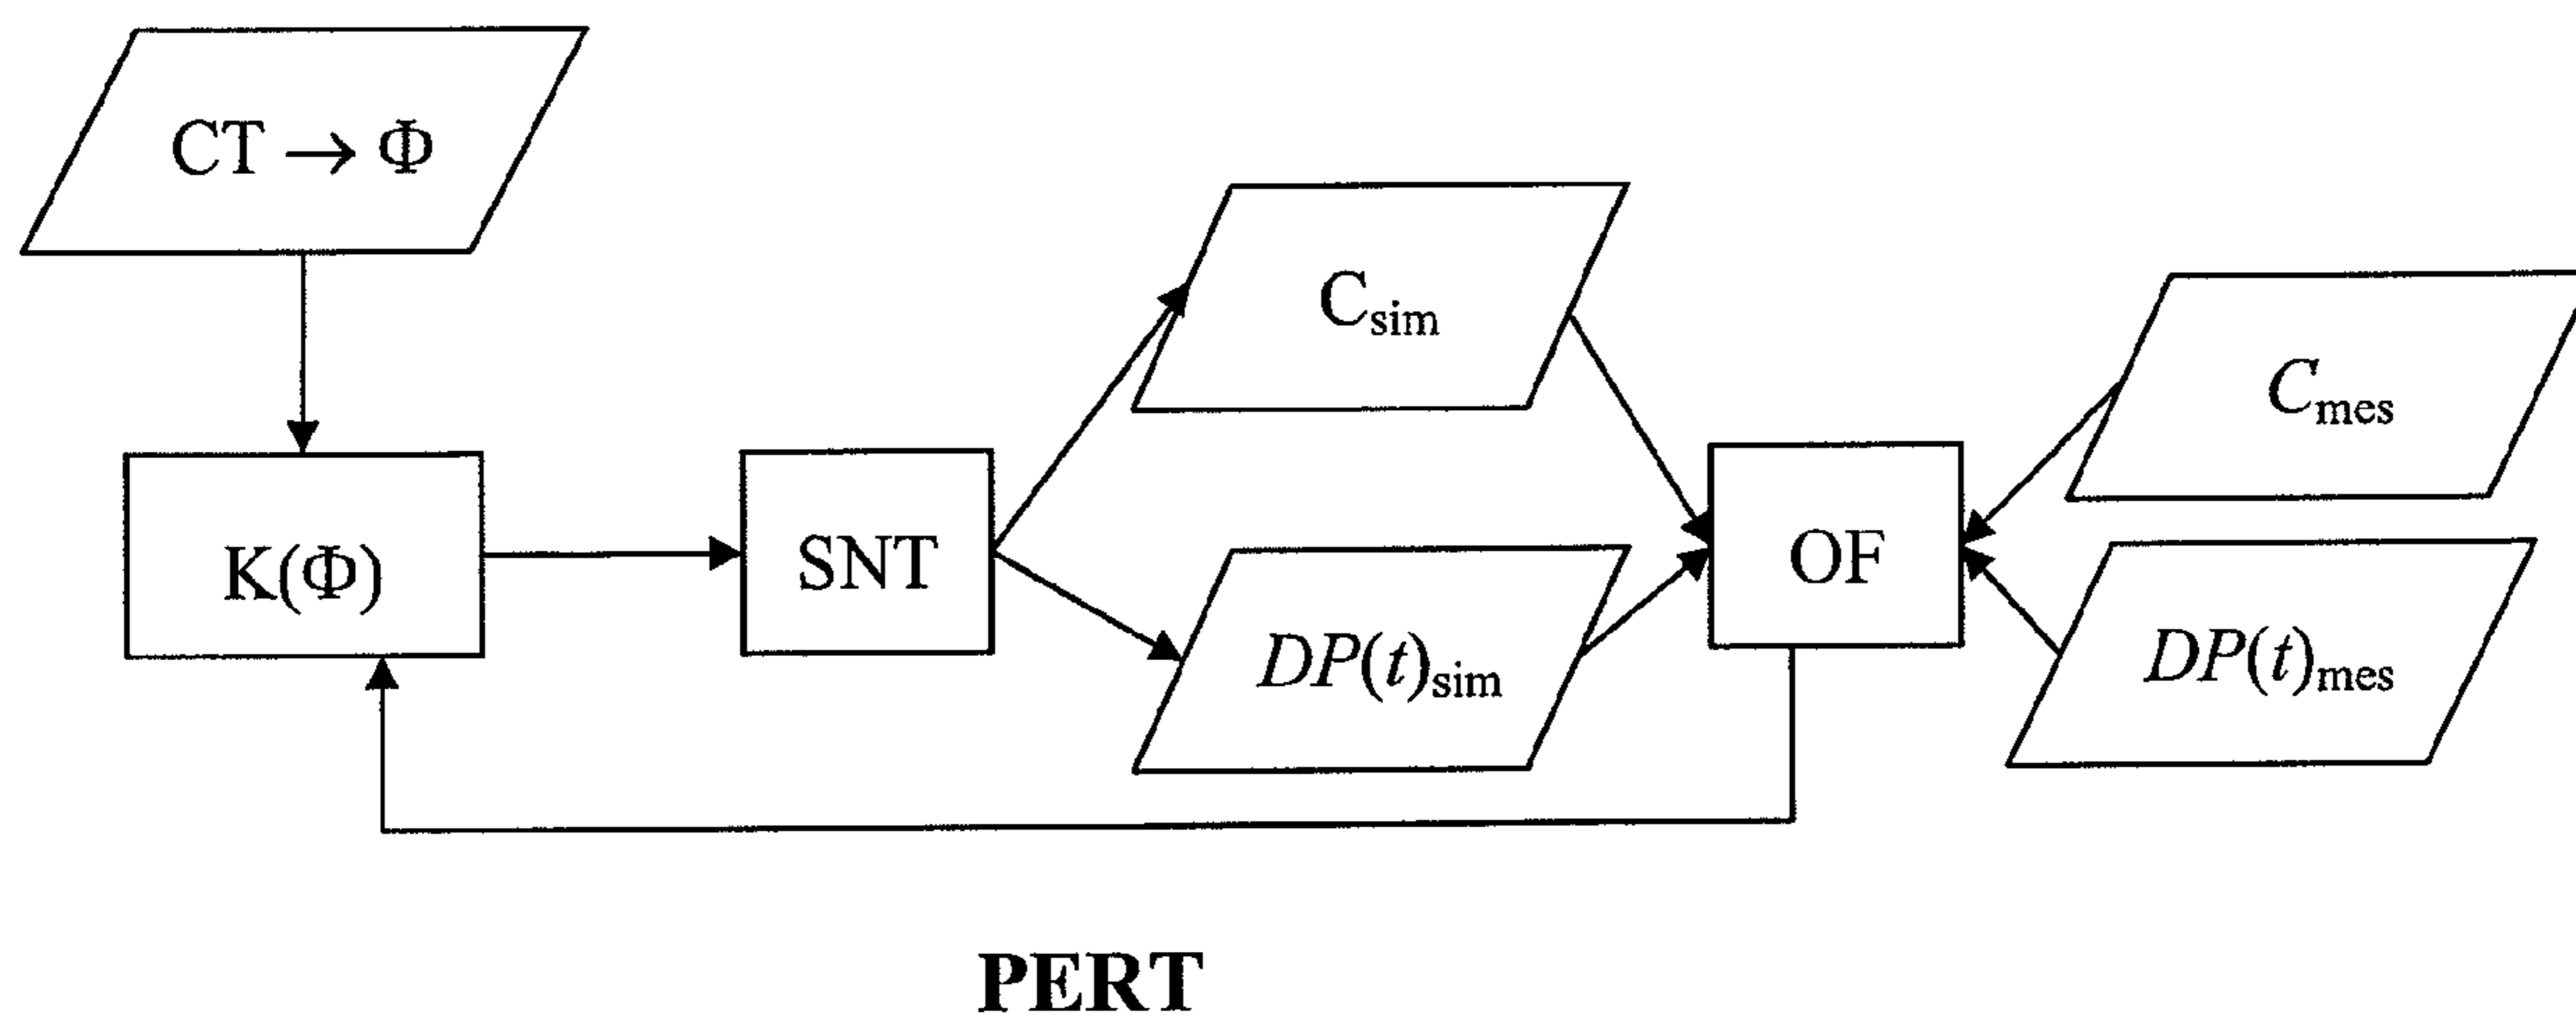 CT → Φ
C_sim
C_mes
K(Φ)
SNT
OF
DP(t)_sim
DP(t)_mes
PERT